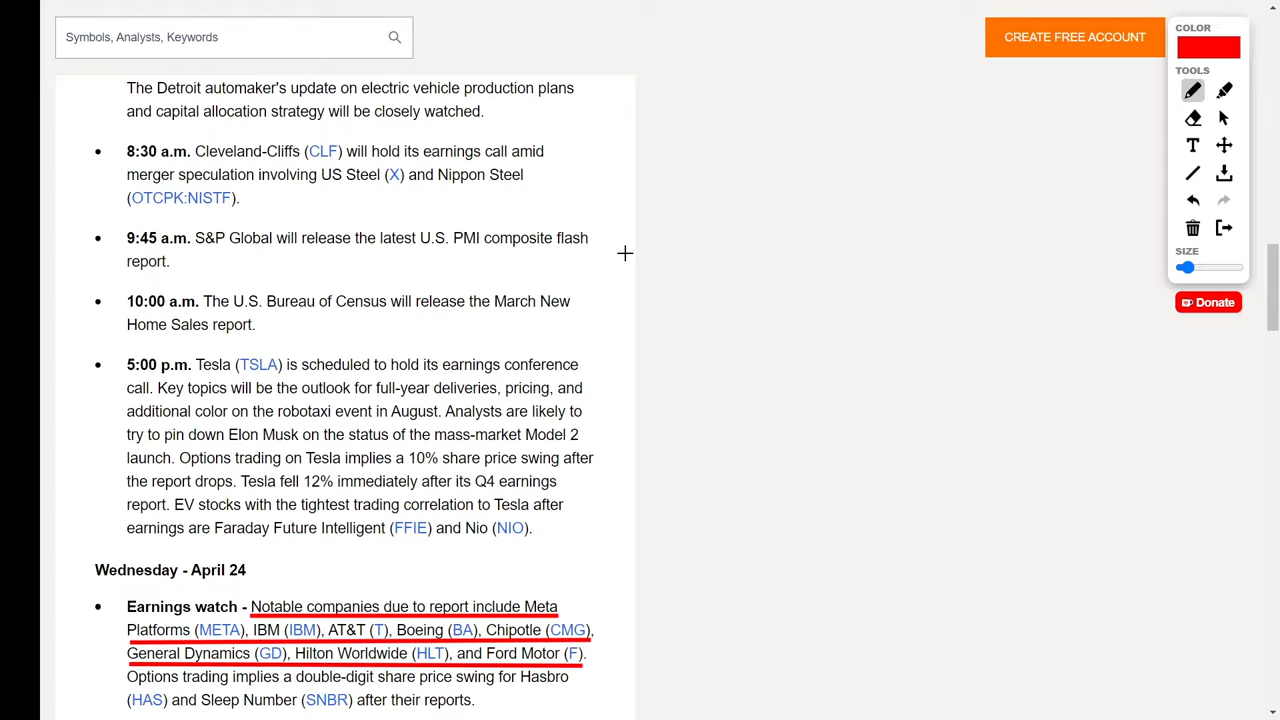 Symbols, Analysts, Keywords
CREATE FREE ACCOUNT
COLOR
TOOLS
T
SIZE
Donate
The Detroit automaker's update on electric vehicle production plans
and capital allocation strategy will be closely watched.
8:30 a.m. Cleveland-Cliffs (CLF) will hold its earnings call amid
merger speculation involving US Steel (X) and Nippon Steel
(OTCPK:NISTF).
9:45 a.m. S&P Global will release the latest U.S. PMI composite flash
report.
10:00 a.m. The U.S. Bureau of Census will release the March New
Home Sales report.
5:00 p.m. Tesla (TSLA) is scheduled to hold its earnings conference
call. Key topics will be the outlook for full-year deliveries, pricing, and
additional color on the robotaxi event in August. Analysts are likely to
try to pin down Elon Musk on the status of the mass-market Model 2
launch. Options trading on Tesla implies a 10% share price swing after
the report drops. Tesla fell 12% immediately after its Q4 earnings
report. EV stocks with the tightest trading correlation to Tesla after
earnings are Faraday Future Intelligent (FFIE) and Nio (NIO).
Wednesday - April 24
Earnings watch - Notable companies due to report include Meta
Platforms (META), IBM (IBM), AT&T (T), Boeing (BA), Chipotle (CMG),
General Dynamics (GD), Hilton Worldwide (HLT), and Ford Motor (F).
Options trading implies a double-digit share price swing for Hasbro
(HAS) and Sleep Number (SNBR) after their reports.